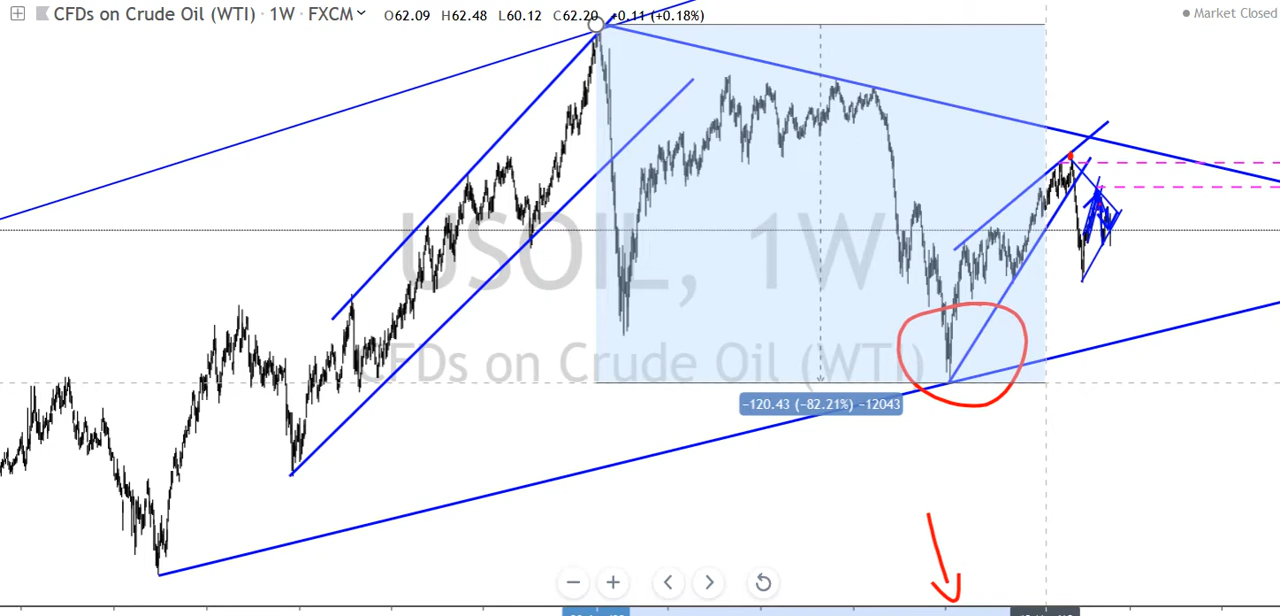 CFDs on Crude Oil (WTI) · 1W · FXCM O62.09 H62.48 L60.12 C62.20 +0.11 (+0.18%)
Market Closed
USOIL, 1W
CFDs on Crude Oil (WTI)
−120.43 (−82.21%) −12043